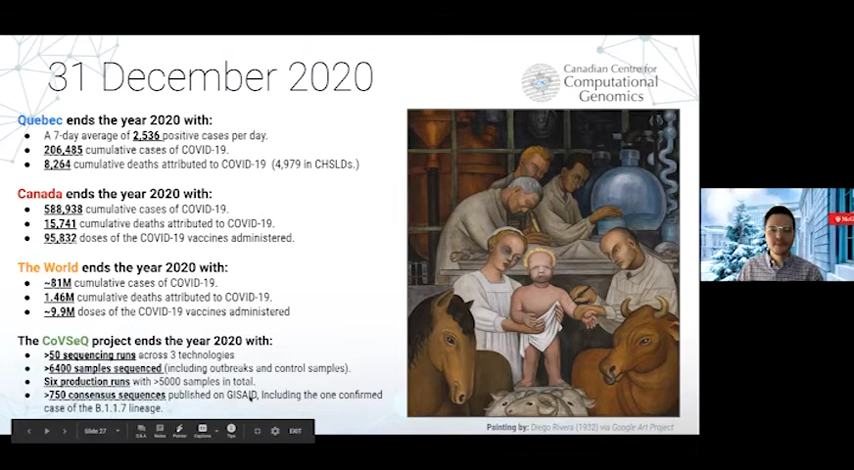 31 December 2020
Canadian Centre for
Computational
Genomics
Quebec ends the year 2020 with:
● A 7-day average of 2,536 positive cases per day.
● 206,485 cumulative cases of COVID-19.
● 8,264 cumulative deaths attributed to COVID-19 (4,979 in CHSLDs.)
Canada ends the year 2020 with:
● 588,938 cumulative cases of COVID-19.
● 15,741 cumulative deaths attributed to COVID-19.
● 95,832 doses of the COVID-19 vaccines administered.
The World ends the year 2020 with:
● ~81M cumulative cases of COVID-19.
● 1.46M cumulative deaths attributed to COVID-19.
● ~9.9M doses of the COVID-19 vaccines administered
The CoVSeQ project ends the year 2020 with:
● >50 sequencing runs across 3 technologies
● >6400 samples sequenced (including outbreaks and control samples).
● Six production runs with >5000 samples in total.
● >750 consensus sequences published on GISAID, including the one confirmed
case of the B.1.1.7 lineage.
Slide 27
Q&A
Notes
Pointer
Captions
Tips
EXIT
Painting by: Diego Rivera (1932) via Google Art Project